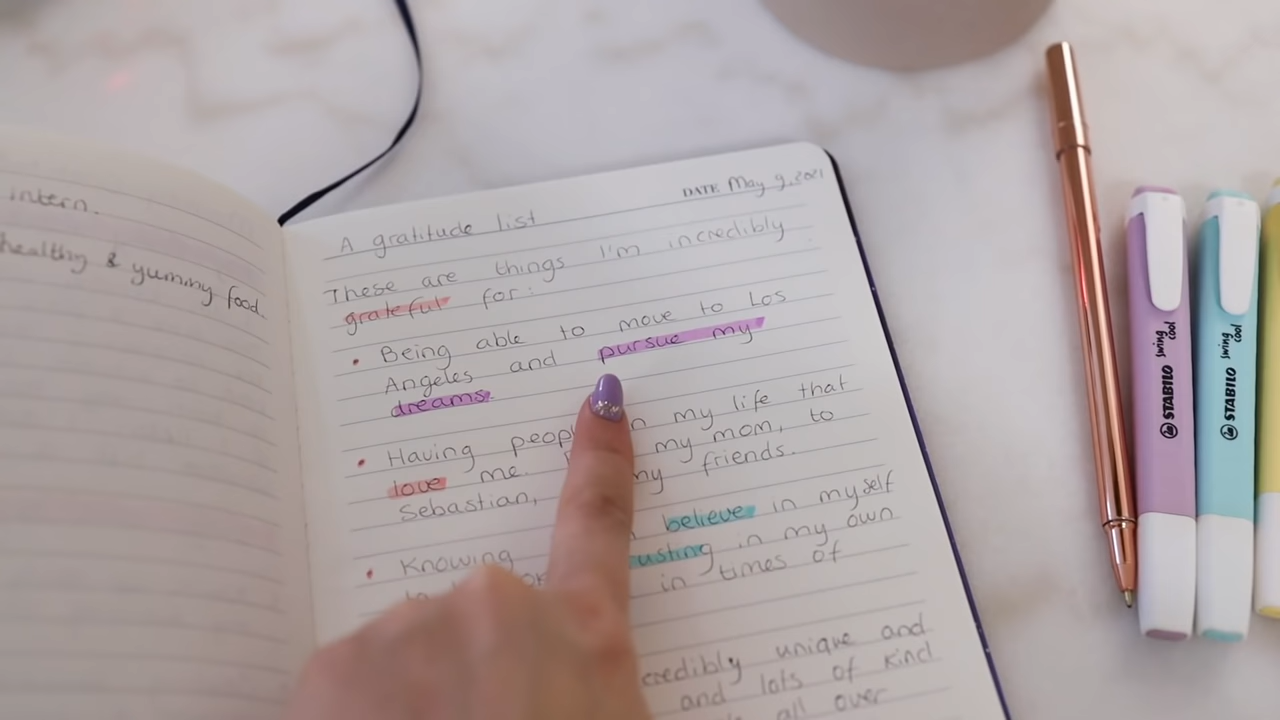 intern.
healthy & yummy food.
DATE May 9, 2021
A gratitude list
These are things I'm incredibly
grateful for:
• Being able to move to Los
Angeles and pursue my
dreams.
• Having my life that
love me. my mom, to
Sebastian, my friends.
• Knowing believe in myself
in my own
in times of
unique and
and lots of kind
all over
STABILO swing cool
STABILO swing cool